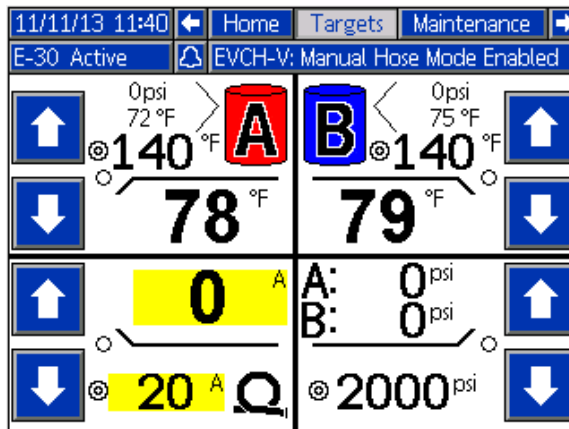 11/11/13 11:40 Home Targets Maintenance
E-30 Active EVCH-V: Manual Hose Mode Enabled
0psi 0psi
72 °F A B 75 °F
140 °F 140 °F
78 °F 79 °F
0 A A: 0psi
B: 0psi
20 A 2000psi